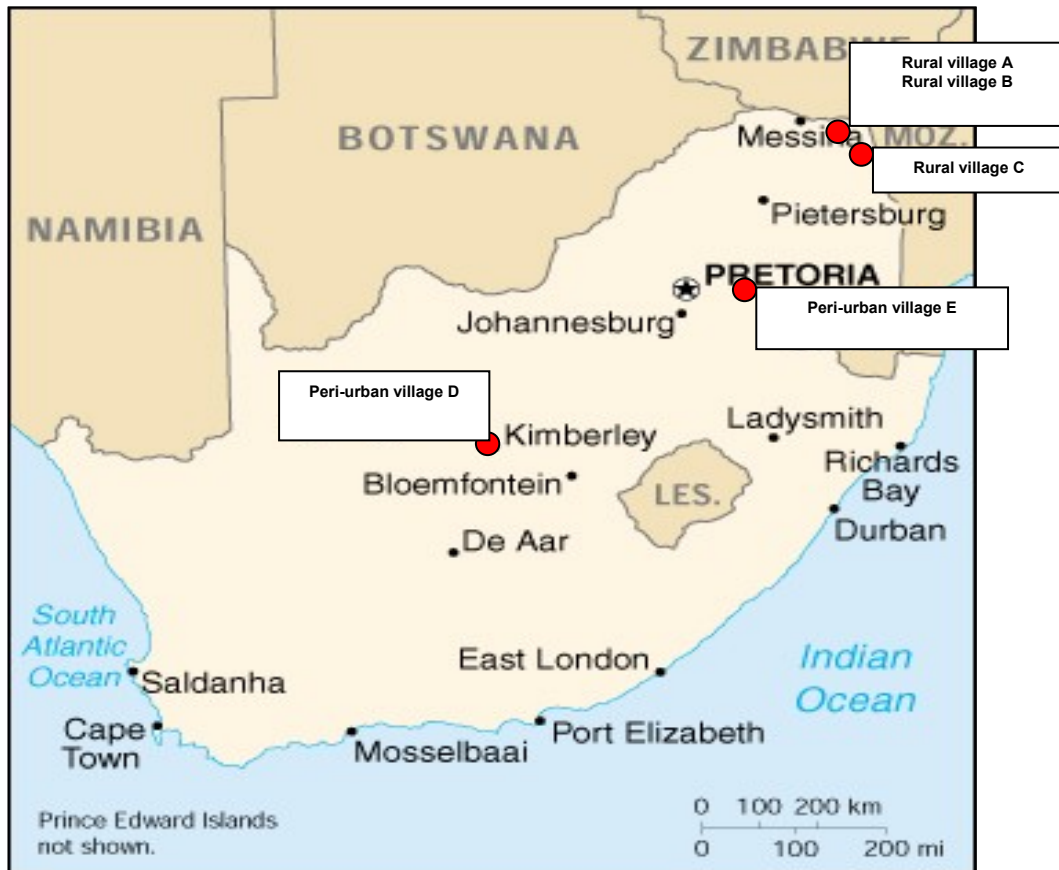 ZIMBABWE
Rural village A
Rural village B
BOTSWANA
Messina
MOZ.
Rural village C
NAMIBIA
Pietersburg
PRETORIA
Johannesburg
Peri-urban village E
Peri-urban village D
Kimberley
Ladysmith
Bloemfontein
LES.
Richards
Bay
Durban
De Aar
South
Atlantic
Ocean
Saldanha
East London
Indian
Ocean
Cape
Town
Mosselbaai
Port Elizabeth
Prince Edward Islands
not shown.
0 100 200 km
0 100 200 mi